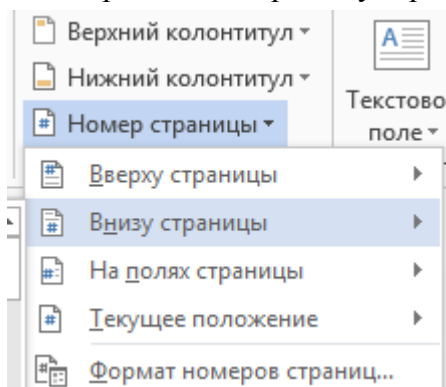 Верхний колонтитул
Нижний колонтитул
Номер страницы
Текстово
поле
Вверху страницы
Внизу страницы
На полях страницы
Текущее положение
Формат номеров страниц...